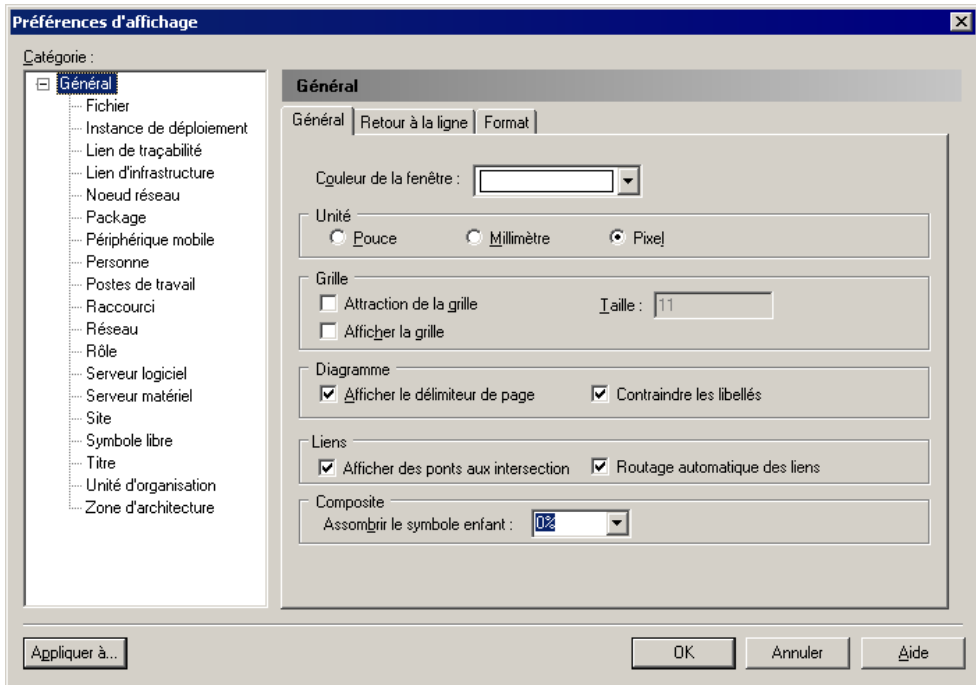 Préférences d'affichage
Catégorie :
Général
Fichier
Instance de déploiement
Lien de traçabilité
Lien d'infrastructure
Noeud réseau
Package
Périphérique mobile
Personne
Postes de travail
Raccourci
Réseau
Rôle
Serveur logiciel
Serveur matériel
Site
Symbole libre
Titre
Unité d'organisation
Zone d'architecture
Général
Général Retour à la ligne Format
Couleur de la fenêtre :
Unité
Pouce Millimètre Pixel
Grille
Attraction de la grille Taille : 11
Afficher la grille
Diagramme
Afficher le délimiteur de page Contraindre les libellés
Liens
Afficher des ponts aux intersection Routage automatique des liens
Composite
Assombrir le symbole enfant : 0%
Appliquer à... OK Annuler Aide